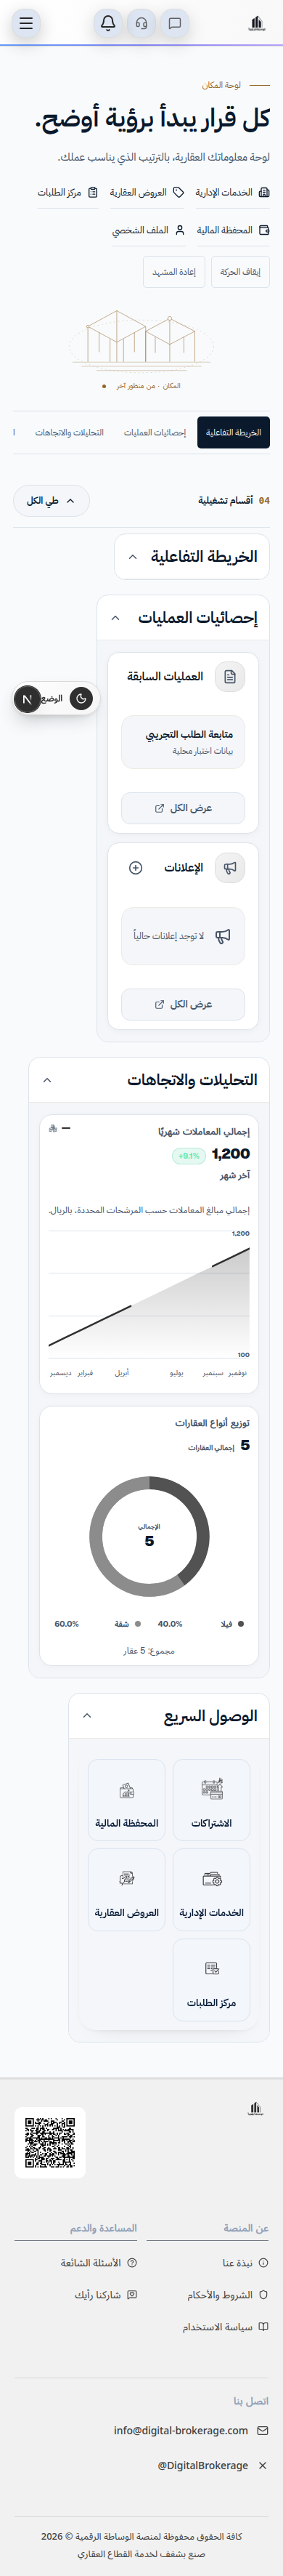 لوحة المكان
كل قرار يبدأ برؤية أوضح.
لوحة معلوماتك العقارية، بالترتيب الذي يناسب عملك.
الخدمات الإدارية
العروض العقارية
مركز الطلبات
المحفظة المالية
الملف الشخصي
إيقاف الحركة
إعادة المشهد
المكان · من منظور آخر
الخريطة التفاعلية
إحصائيات العمليات
التحليلات والاتجاهات
04 أقسام تشغيلية
طي الكل
الخريطة التفاعلية
إحصائيات العمليات
العمليات السابقة
الوضع
N
متابعة الطلب التجريبي
بيانات اختبار محلية
عرض الكل
الإعلانات
لا توجد إعلانات حالياً
عرض الكل
التحليلات والاتجاهات
إجمالي المعاملات شهريًا
1,200
+9.1%
آخر شهر
إجمالي مبالغ المعاملات حسب المرشحات المحددة، بالريال.
1,200
100
نوفمبر
سبتمبر
يوليو
أبريل
فبراير
ديسمبر
توزيع أنواع العقارات
5 إجمالي العقارات
الإجمالي
5
فيلا 40.0%
شقة 60.0%
مجموع: 5 عقار
الوصول السريع
الاشتراكات
المحفظة المالية
الخدمات الإدارية
العروض العقارية
مركز الطلبات
عن المنصة
المساعدة والدعم
نبذة عنا
الأسئلة الشائعة
الشروط والأحكام
شاركنا رأيك
سياسة الاستخدام
اتصل بنا
info@digital-brokerage.com
@DigitalBrokerage
كافة الحقوق محفوظة لمنصة الوساطة الرقمية © 2026
صنع بشغف لخدمة القطاع العقاري